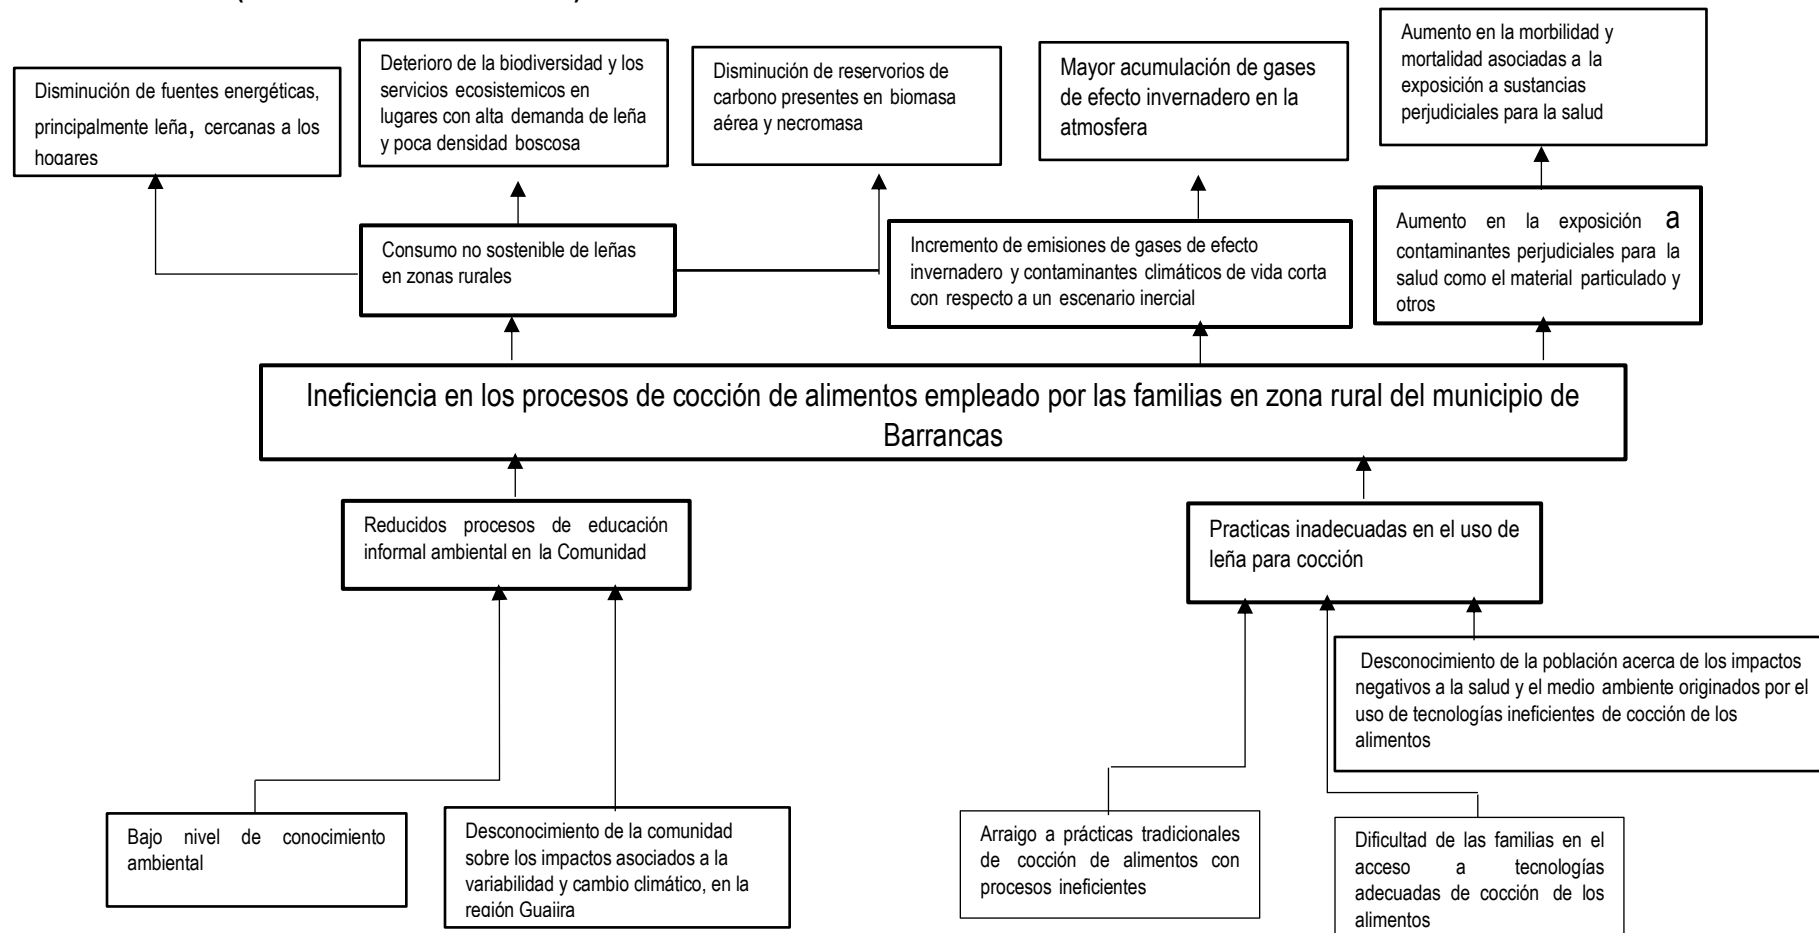 Disminución de fuentes energéticas,
principalmente leña, cercanas a los
hogares
Deterioro de la biodiversidad y los
servicios ecosistemicos en
lugares con alta demanda de leña
y poca densidad boscosa
Disminución de reservorios de
carbono presentes en biomasa
aérea y necromasa
Mayor acumulación de gases
de efecto invernadero en la
atmosfera
Aumento en la morbilidad y
mortalidad asociadas a la
exposición a sustancias
perjudiciales para la salud
Consumo no sostenible de leñas
en zonas rurales
Incremento de emisiones de gases de efecto
invernadero y contaminantes climáticos de vida corta
con respecto a un escenario inercial
Aumento en la exposición a
contaminantes perjudiciales para la
salud como el material particulado y
otros
Ineficiencia en los procesos de cocción de alimentos empleado por las familias en zona rural del municipio de
Barrancas
Reducidos procesos de educación
informal ambiental en la Comunidad
Practicas inadecuadas en el uso de
leña para cocción
Desconocimiento de la población acerca de los impactos
negativos a la salud y el medio ambiente originados por el
uso de tecnologías ineficientes de cocción de los
alimentos
Bajo nivel de conocimiento
ambiental
Desconocimiento de la comunidad
sobre los impactos asociados a la
variabilidad y cambio climático, en la
región Guajira
Arraigo a prácticas tradicionales
de cocción de alimentos con
procesos ineficientes
Dificultad de las familias en el
acceso a tecnologías
adecuadas de cocción de los
alimentos